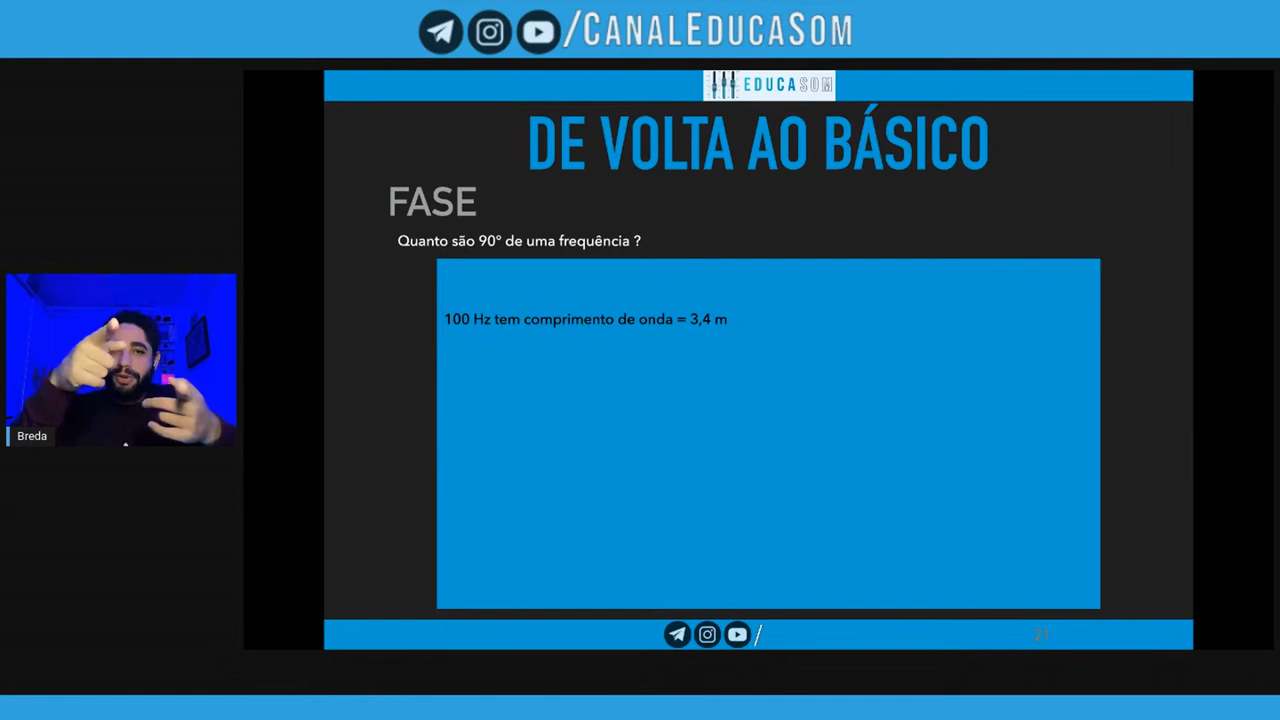 /CANALEDUCASOM
EDUCASOM
DE VOLTA AO BÁSICO
FASE
Quanto são 90° de uma frequência ?
100 Hz tem comprimento de onda = 3,4 m
Breda
/
21